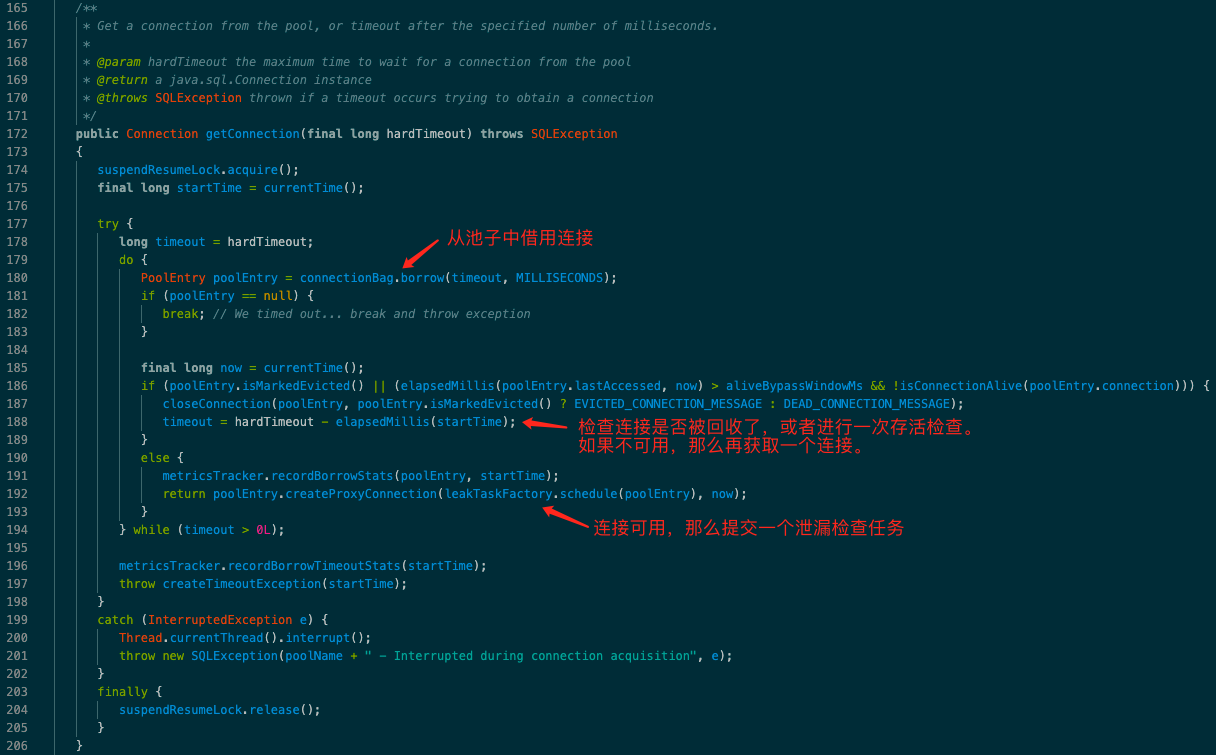 165 /**
166 * Get a connection from the pool, or timeout after the specified number of milliseconds.
167 *
168 * @param hardTimeout the maximum time to wait for a connection from the pool
169 * @return a java.sql.Connection instance
170 * @throws SQLException thrown if a timeout occurs trying to obtain a connection
171 */
172 public Connection getConnection(final long hardTimeout) throws SQLException
173 {
174 suspendResumeLock.acquire();
175 final long startTime = currentTime();
176
177 try {
178 long timeout = hardTimeout;
从池子中借用连接
179 do {
180 PoolEntry poolEntry = connectionBag.borrow(timeout, MILLISECONDS);
181 if (poolEntry == null) {
182 break; // We timed out... break and throw exception
183 }
184
185 final long now = currentTime();
186 if (poolEntry.isMarkedEvicted() || (elapsedMillis(poolEntry.lastAccessed, now) > aliveBypassWindowMs && !isConnectionAlive(poolEntry.connection))) {
187 closeConnection(poolEntry, poolEntry.isMarkedEvicted() ? EVICTED_CONNECTION_MESSAGE : DEAD_CONNECTION_MESSAGE);
188 timeout = hardTimeout - elapsedMillis(startTime);
检查连接是否被回收了，或者进行一次存活检查。
如果不可用，那么再获取一个连接。
189 }
190 else {
191 metricsTracker.recordBorrowStats(poolEntry, startTime);
192 return poolEntry.createProxyConnection(leakTaskFactory.schedule(poolEntry), now);
193 }
连接可用，那么提交一个泄漏检查任务
194 } while (timeout > 0L);
195
196 metricsTracker.recordBorrowTimeoutStats(startTime);
197 throw createTimeoutException(startTime);
198 }
199 catch (InterruptedException e) {
200 Thread.currentThread().interrupt();
201 throw new SQLException(poolName + " - Interrupted during connection acquisition", e);
202 }
203 finally {
204 suspendResumeLock.release();
205 }
206 }